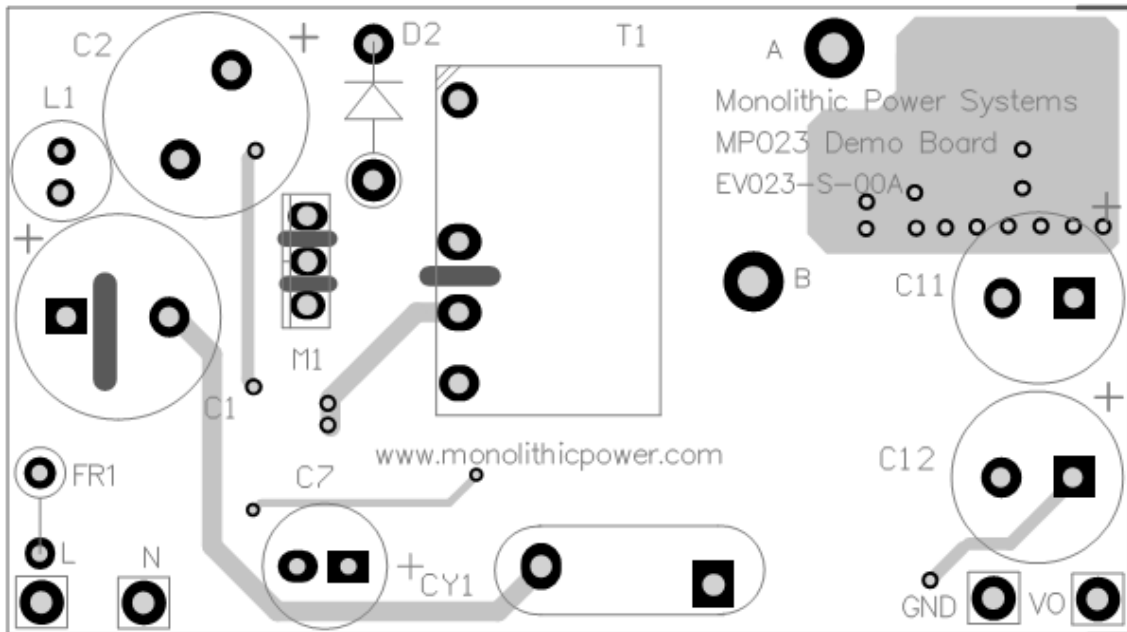 C2
+
D2
T1
A
L1
Monolithic Power Systems
MP023 Demo Board
EV023-S-00A
+
+
B
C11
M1
C1
+
www.monolithicpower.com
C12
FR1
C7
L
N
+
CY1
GND
VO